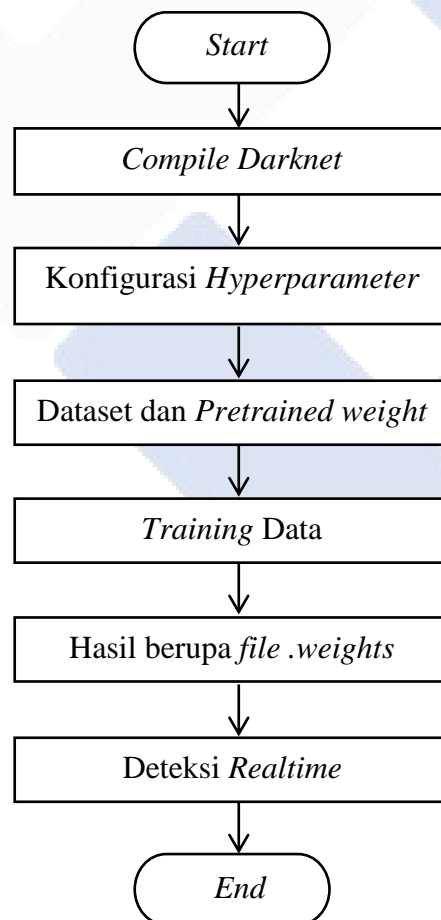 Start
Compile Darknet
Konfigurasi Hyperparameter
Dataset dan Pretrained weight
Training Data
Hasil berupa file .weights
Deteksi Realtime
End